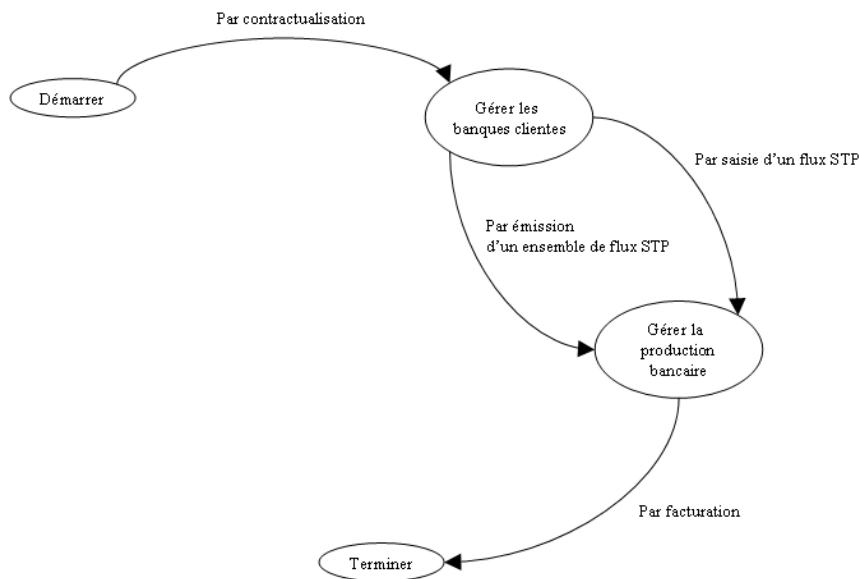 Par contractualisation
Démarrer
Gérer les
banques clientes
Par saisie d'un flux STP
Par émission
d'un ensemble de flux STP
Gérer la
production
bancaire
Par facturation
Terminer